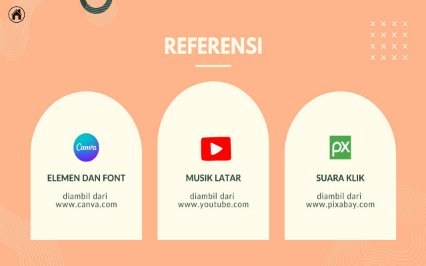 REFERENSI
Canva
ELEMEN DAN FONT
diambil dari
www.canva.com
MUSIK LATAR
diambil dari
www.youtube.com
px
SUARA KLIK
diambil dari
www.pixabay.com